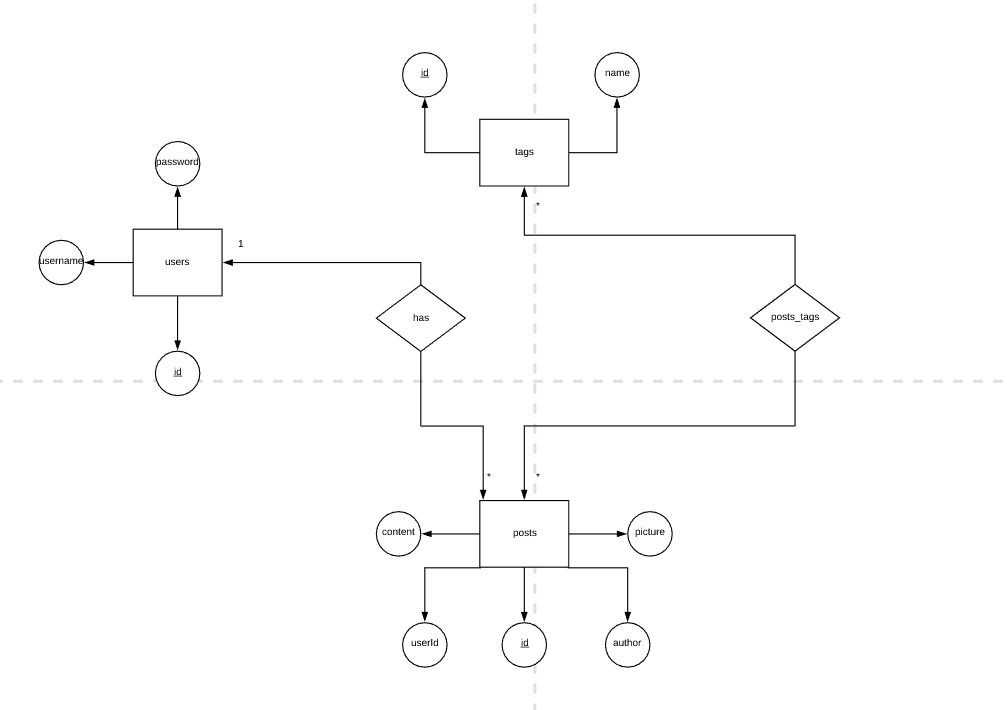 id
name
tags
password
*
1
username
users
has
posts_tags
id
*
*
content
posts
picture
userId
id
author